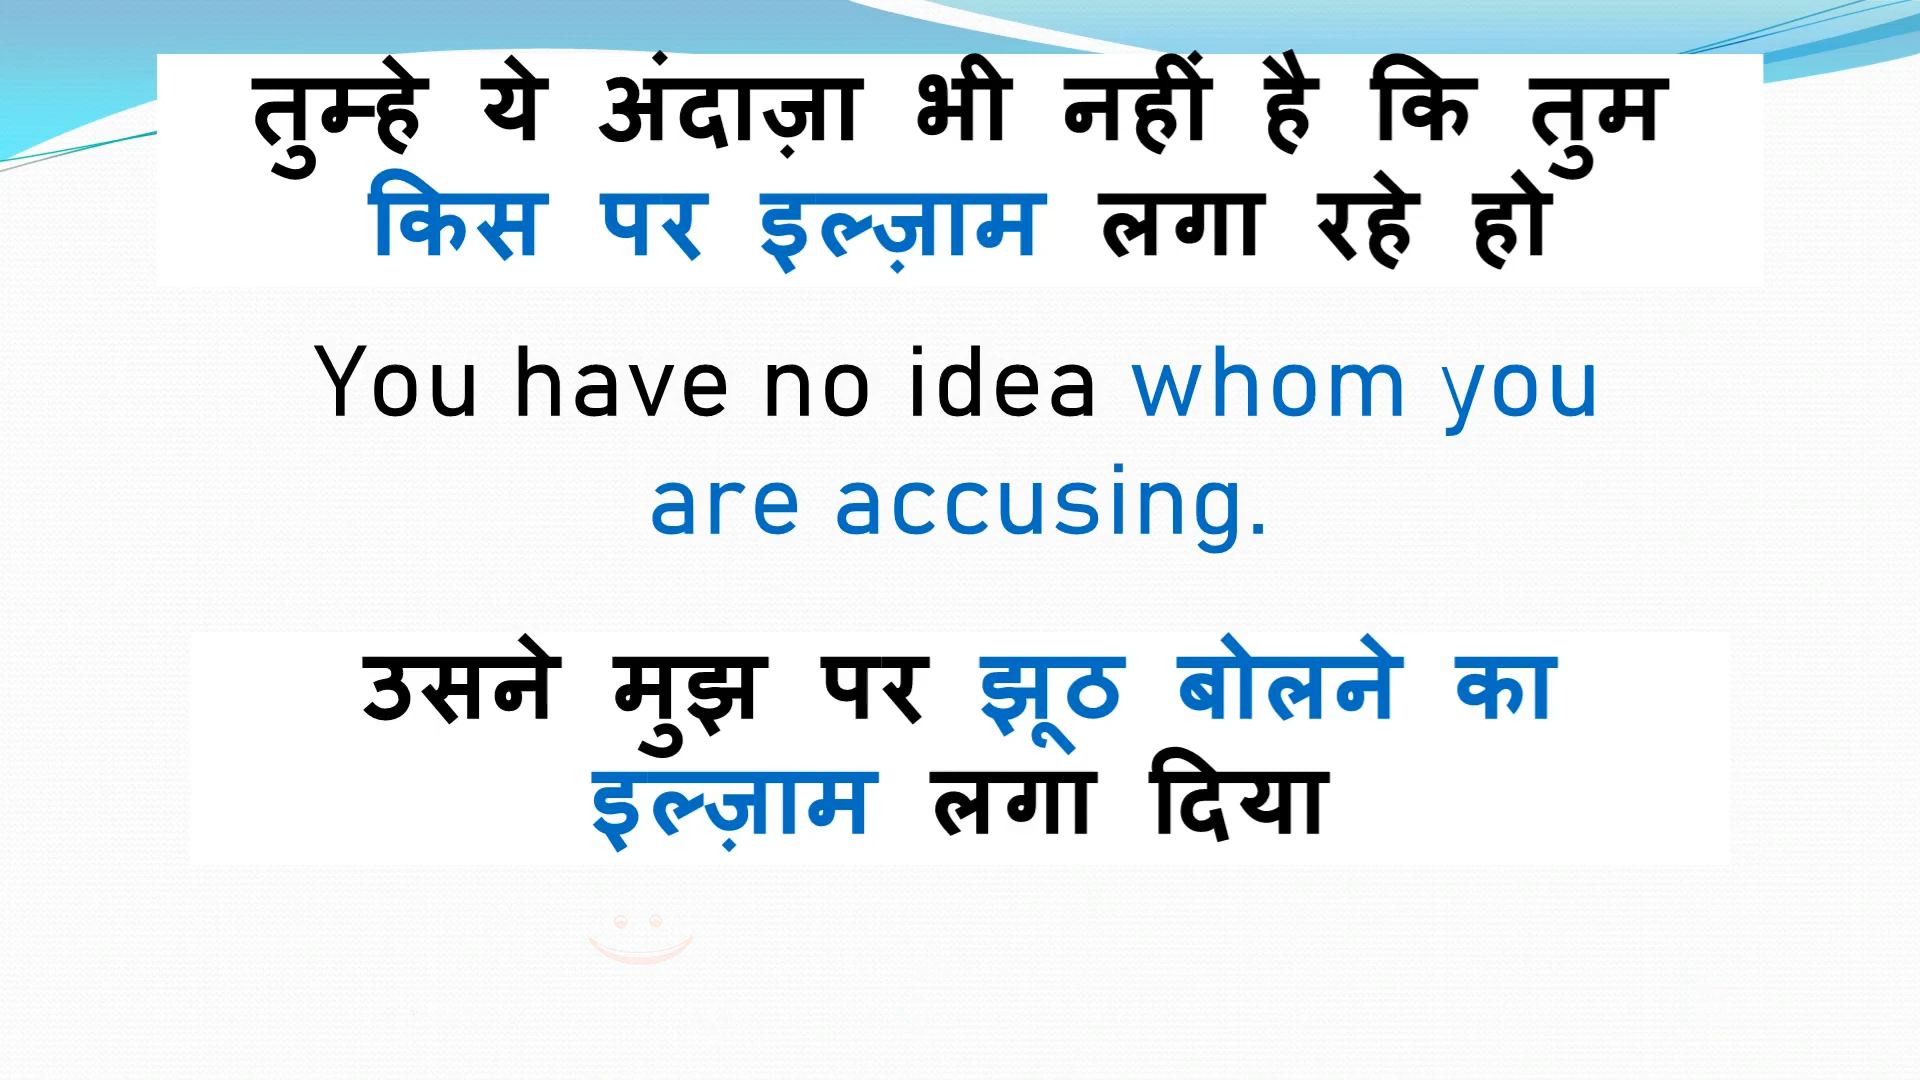 तुम्हे ये अंदाज़ा भी नहीं है कि तुम
किस पर इल्ज़ाम लगा रहे हो
You have no idea whom you
are accusing.
उसने मुझ पर झूठ बोलने का
इल्ज़ाम लगा दिया